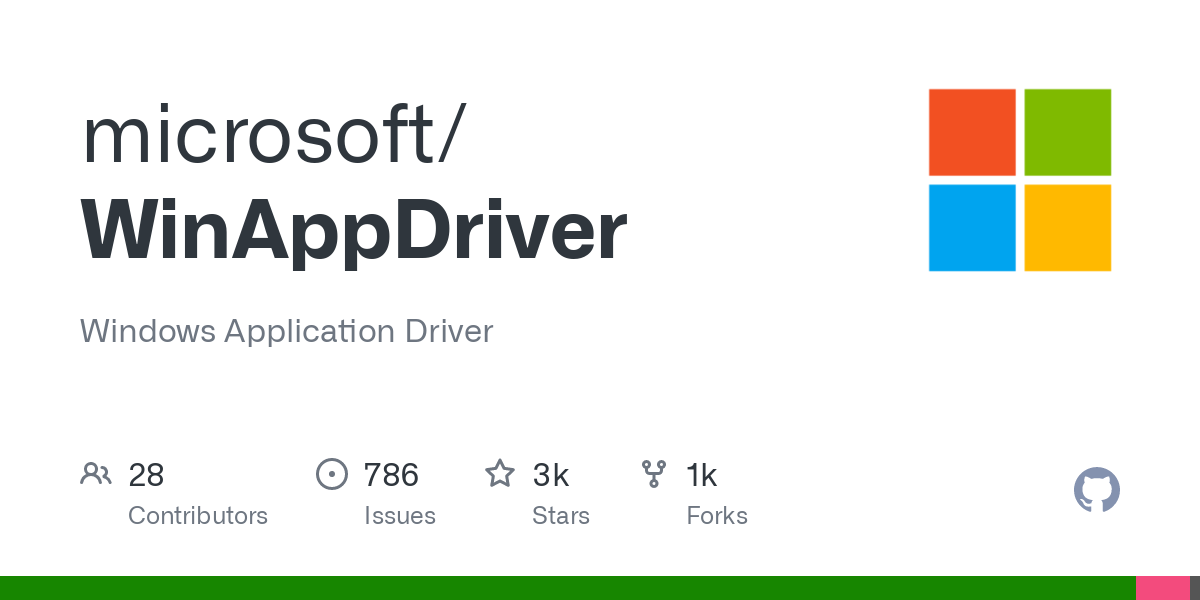 microsoft/
WinAppDriver
Windows Application Driver
28 786 3k 1k
Contributors Issues Stars Forks